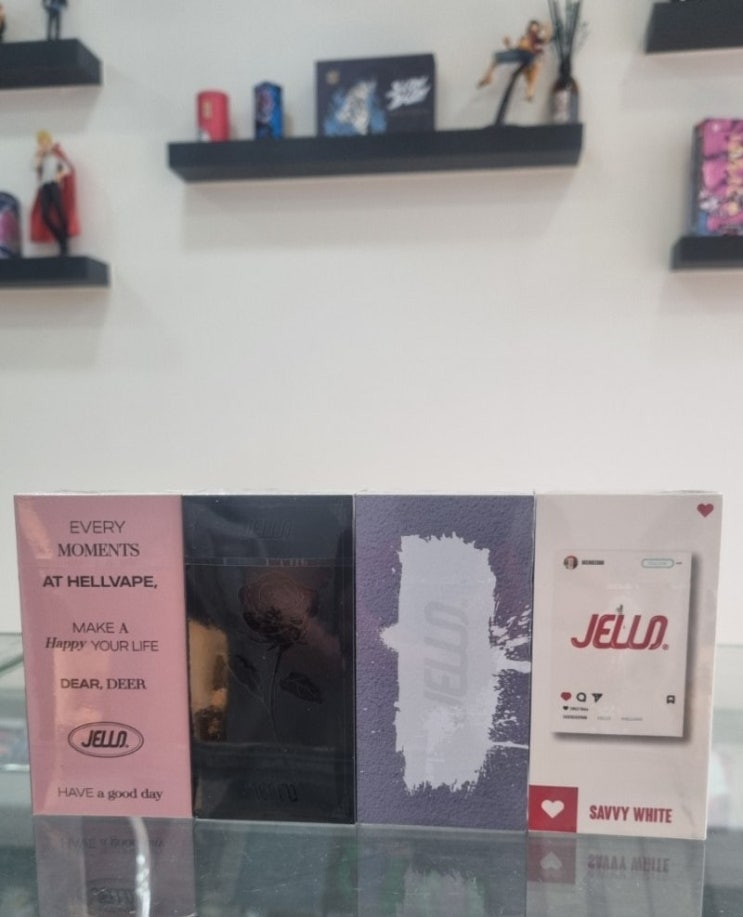 EVERY
MOMENTS
AT HELLVAPE,
MAKE A
Happy YOUR LIFE
DEAR, DEER
JELLO.
HAVE a good day
JELLO
JELLO.
JELLO.
SAVVY WHITE